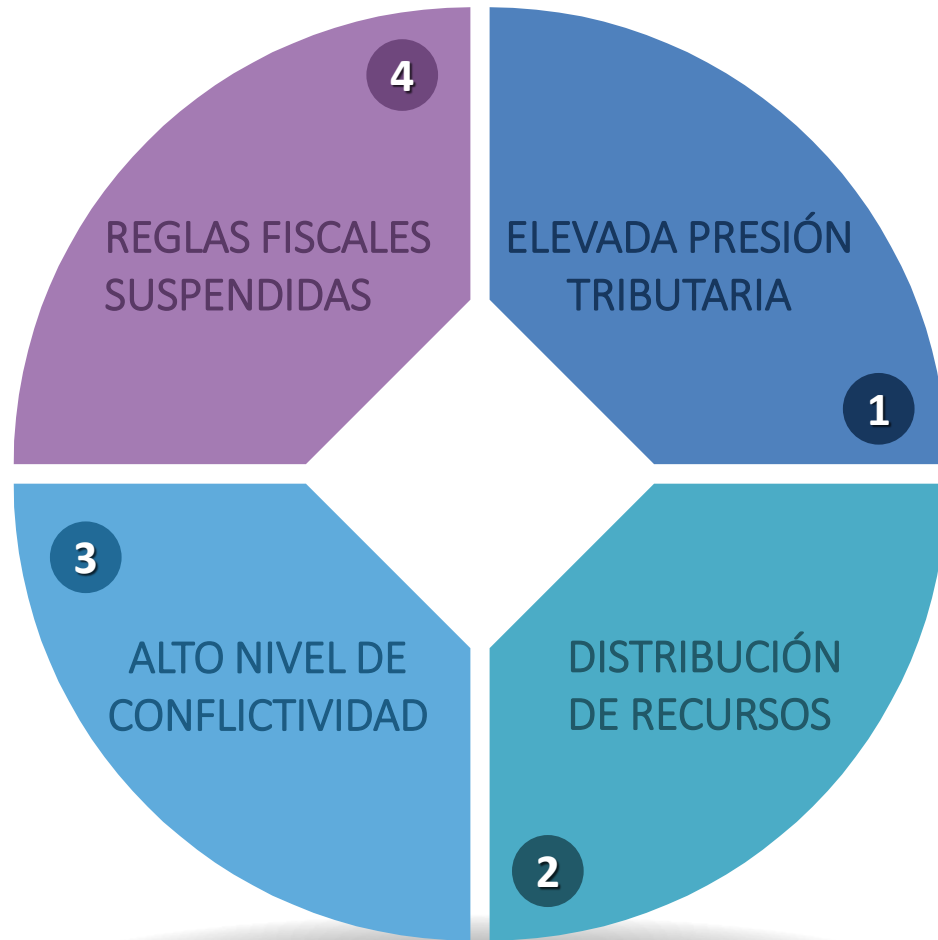 4
REGLAS FISCALES
SUSPENDIDAS
ELEVADA PRESIÓN
TRIBUTARIA
1
3
ALTO NIVEL DE
CONFLICTIVIDAD
DISTRIBUCIÓN
DE RECURSOS
2